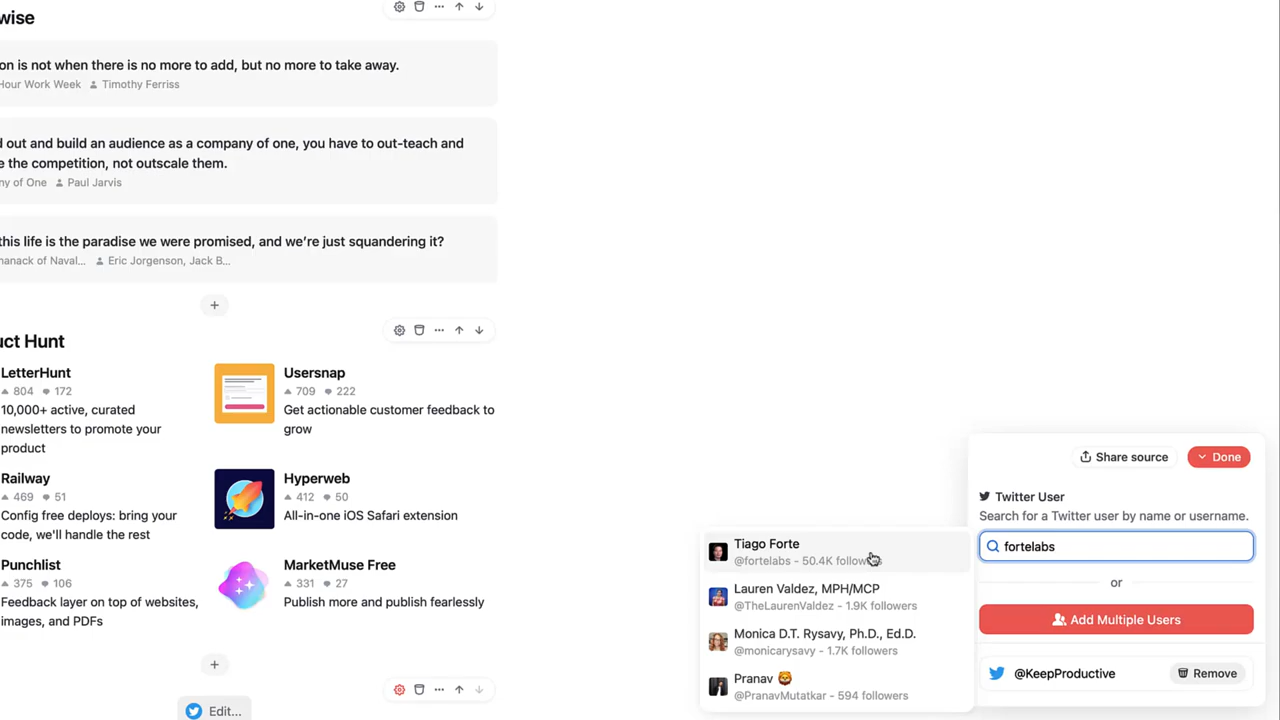 wise
on is not when there is no more to add, but no more to take away.
Hour Work Week Timothy Ferriss
d out and build an audience as a company of one, you have to out-teach and
e the competition, not outscale them.
ny of One Paul Jarvis
this life is the paradise we were promised, and we're just squandering it?
manack of Naval... Eric Jorgenson, Jack B...
+
uct Hunt
LetterHunt
804 172
10,000+ active, curated
newsletters to promote your
product
Usersnap
709 222
Get actionable customer feedback to
grow
Railway
469 51
Config free deploys: bring your
code, we'll handle the rest
Hyperweb
412 50
All-in-one iOS Safari extension
Punchlist
375 106
Feedback layer on top of websites,
images, and PDFs
MarketMuse Free
331 27
Publish more and publish fearlessly
+
Edit...
Share source
Done
Twitter User
Search for a Twitter user by name or username.
fortelabs
or
Add Multiple Users
@KeepProductive
Remove
Tiago Forte
@fortelabs - 50.4K follow s
Lauren Valdez, MPH/MCP
@TheLaurenValdez - 1.9K followers
Monica D.T. Rysavy, Ph.D., Ed.D.
@monicarysavy - 1.7K followers
Pranav 🦁
@PranavMutatkar - 594 followers